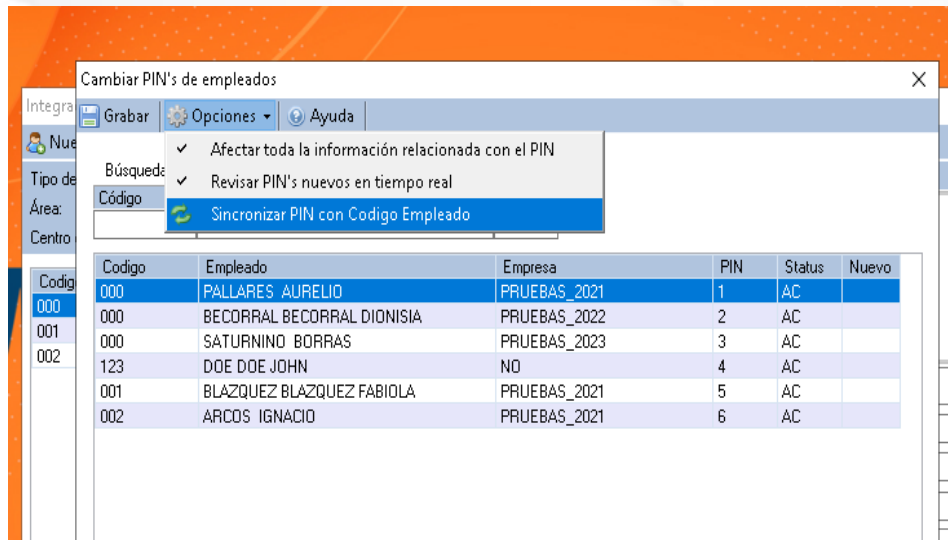 Cambiar PIN's de empleados
Integra
Grabar Opciones Ayuda
Nue
Afectar toda la información relacionada con el PIN
Búsqueda
Tipo de
Revisar PIN's nuevos en tiempo real
Código
Área:
Sincronizar PIN con Codigo Empleado
Centro
Codigo Empleado Empresa PIN Status Nuevo
Codig
000 PALLARES AURELIO PRUEBAS_2021 1 AC
000
000 BECORRAL BECORRAL DIONISIA PRUEBAS_2022 2 AC
001
000 SATURNINO BORRAS PRUEBAS_2023 3 AC
002
123 DOE DOE JOHN NO 4 AC
001 BLAZQUEZ BLAZQUEZ FABIOLA PRUEBAS_2021 5 AC
002 ARCOS IGNACIO PRUEBAS_2021 6 AC